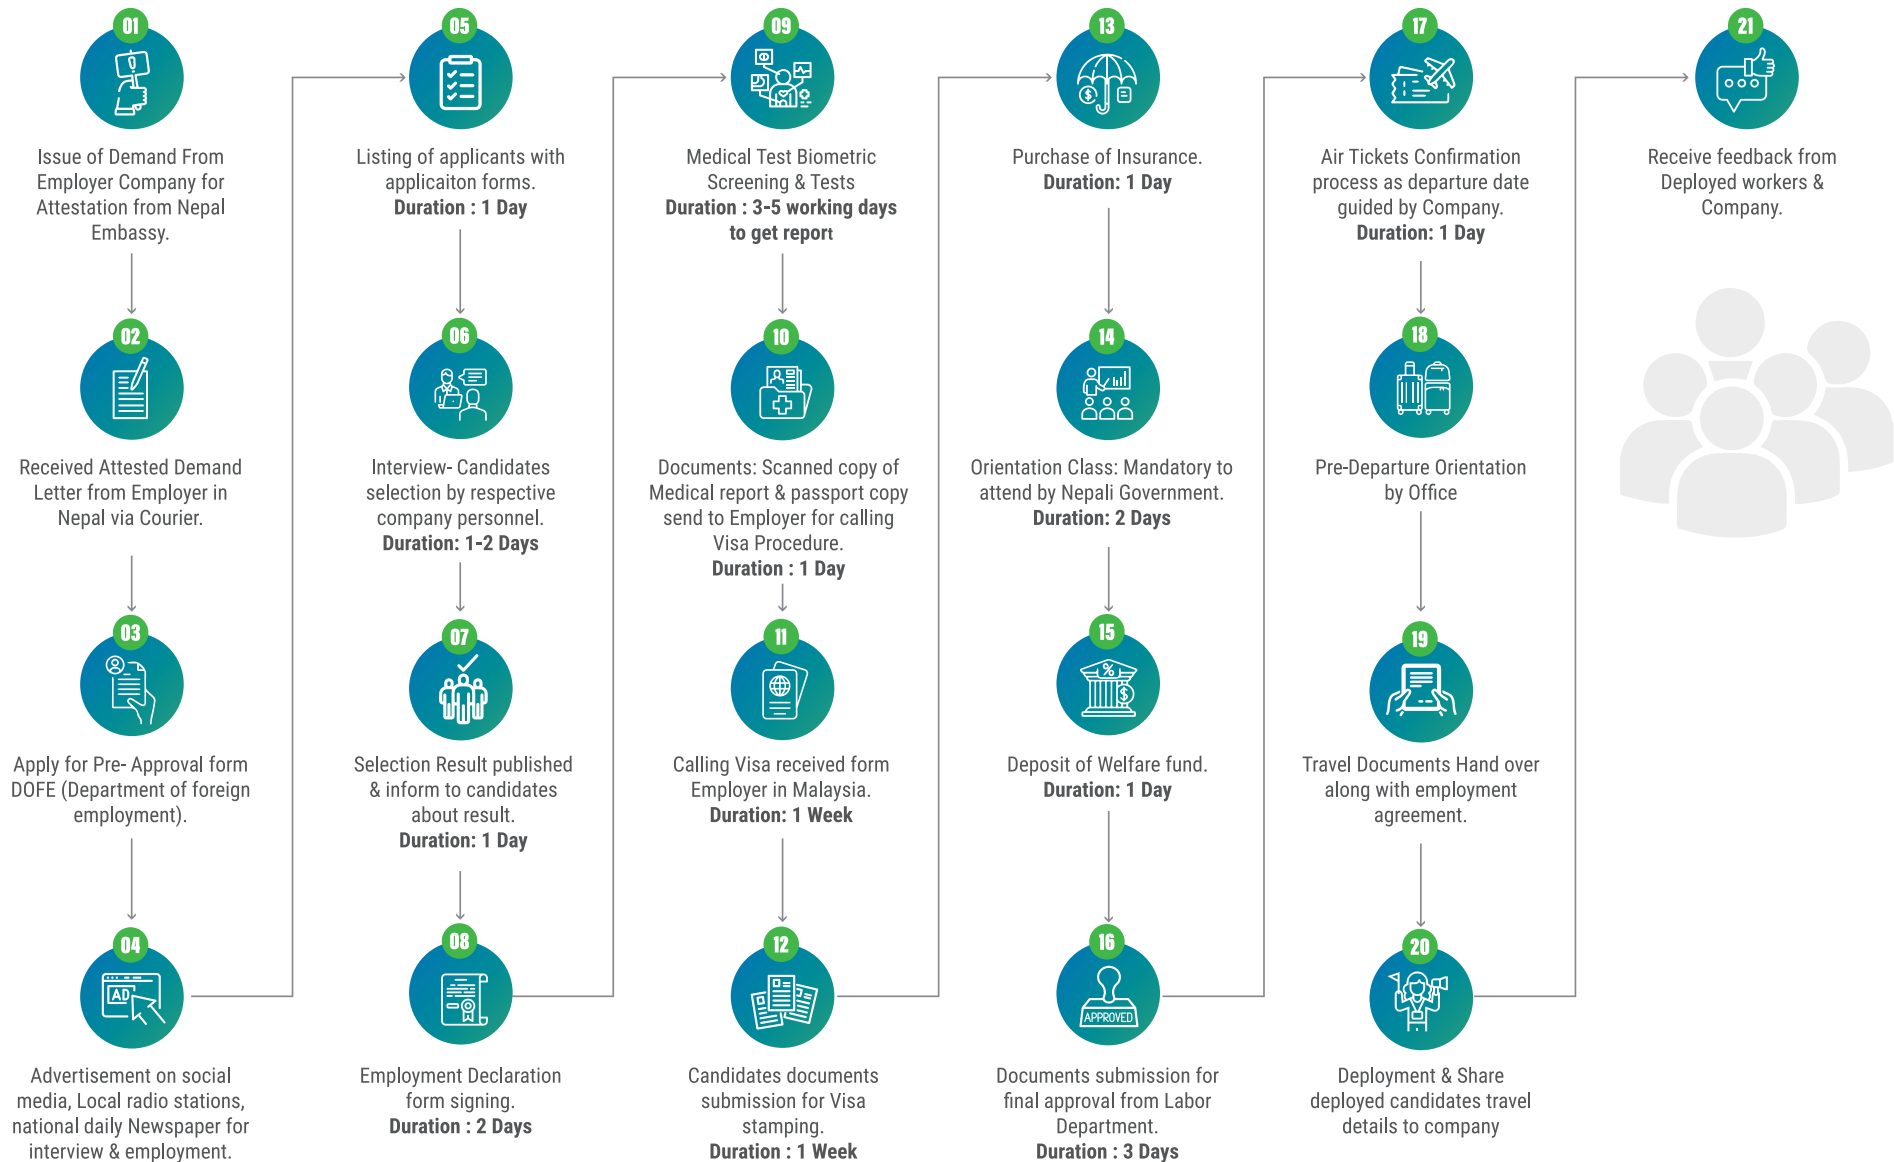 01
Issue of Demand From
Employer Company for
Attestation from Nepal
Embassy.
02
Received Attested Demand
Letter from Employer in
Nepal via Courier.
03
Apply for Pre- Approval form
DOFE (Department of foreign
employment).
04
AD
Advertisement on social
media, Local radio stations,
national daily Newspaper for
interview & employment.
05
Listing of applicants with
applicaiton forms.
Duration : 1 Day
06
Interview- Candidates
selection by respective
company personnel.
Duration: 1-2 Days
07
Selection Result published
& inform to candidates
about result.
Duration: 1 Day
08
Employment Declaration
form signing.
Duration : 2 Days
09
Medical Test Biometric
Screening & Tests
Duration : 3-5 working days
to get report
10
Documents: Scanned copy of
Medical report & passport copy
send to Employer for calling
Visa Procedure.
Duration : 1 Day
11
Calling Visa received form
Employer in Malaysia.
Duration: 1 Week
12
Candidates documents
submission for Visa
stamping.
Duration : 1 Week
13
$
Purchase of Insurance.
Duration: 1 Day
14
Orientation Class: Mandatory to
attend by Nepali Government.
Duration: 2 Days
15
%
$
Deposit of Welfare fund.
Duration: 1 Day
16
APPROVED
Documents submission for
final approval from Labor
Department.
Duration : 3 Days
17
Air Tickets Confirmation
process as departure date
guided by Company.
Duration: 1 Day
18
Pre-Departure Orientation
by Office
19
Travel Documents Hand over
along with employment
agreement.
20
Deployment & Share
deployed candidates travel
details to company
21
Receive feedback from
Deployed workers &
Company.